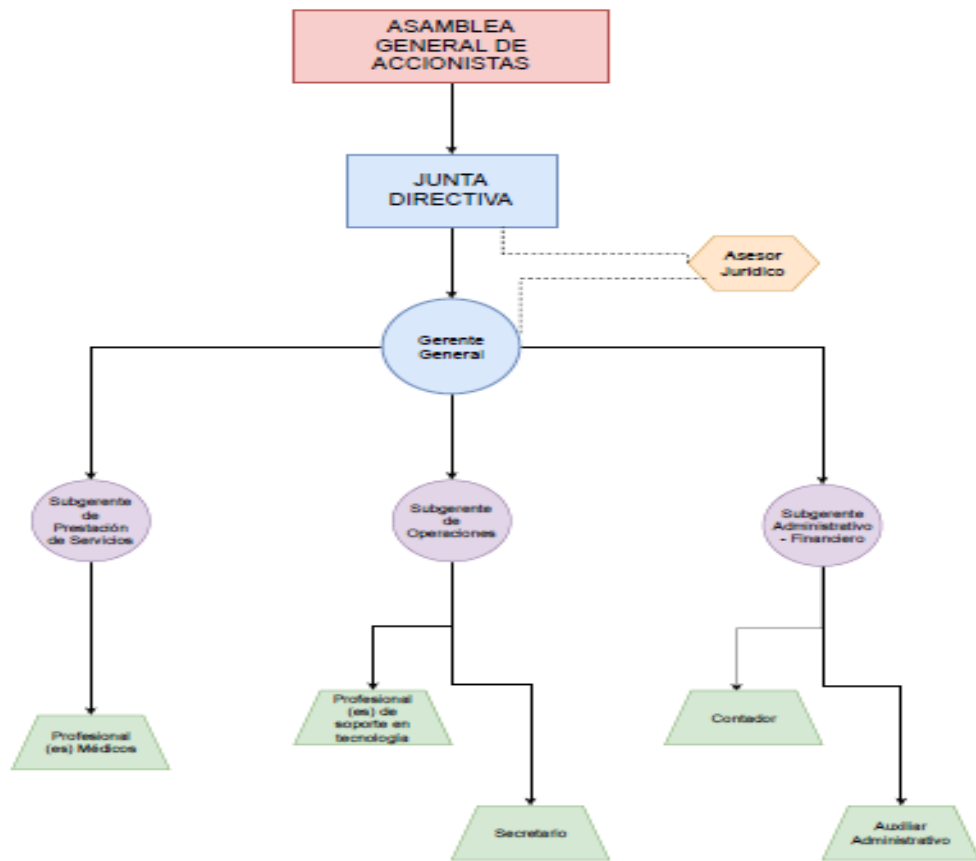 ASAMBLEA
GENERAL DE
ACCIONISTAS
JUNTA
DIRECTIVA
Asesor
Jurídico
Gerente
General
Subgerente
de
Prestación
de Servicios
Subgerente
de
Operaciones
Subgerente
Administrativo
- Financiero
Profesional
(es) Médicos
Profesional
(es) de
soporte en
tecnología
Contador
Secretario
Auxiliar
Administrativo